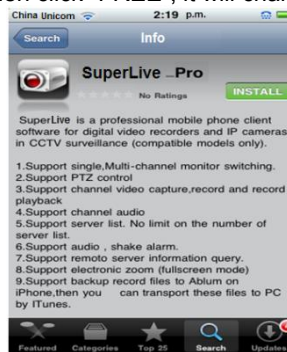 China Unicom 2:19 p.m.
Search Info
SuperLive Pro
No Ratings INSTALL
SuperLive is a professional mobile phone client
software for digital video recorders and IP cameras
in CCTV surveillance (compatible models only).
1.Support single,Multi-channel monitor switching.
2.Support PTZ control
3.Support channel video capture,record and record
playback
4.Support channel audio
5.Support server list. No limit on the number of
server list.
6.Support audio , shake alarm.
7.Support remoto server information query.
8.Support electronic zoom (fullscreen mode)
9.Support backup record files to Ablum on
iPhone,then you can transport these files to PC
by ITunes.
Featured Categories Top 25 Search Updates